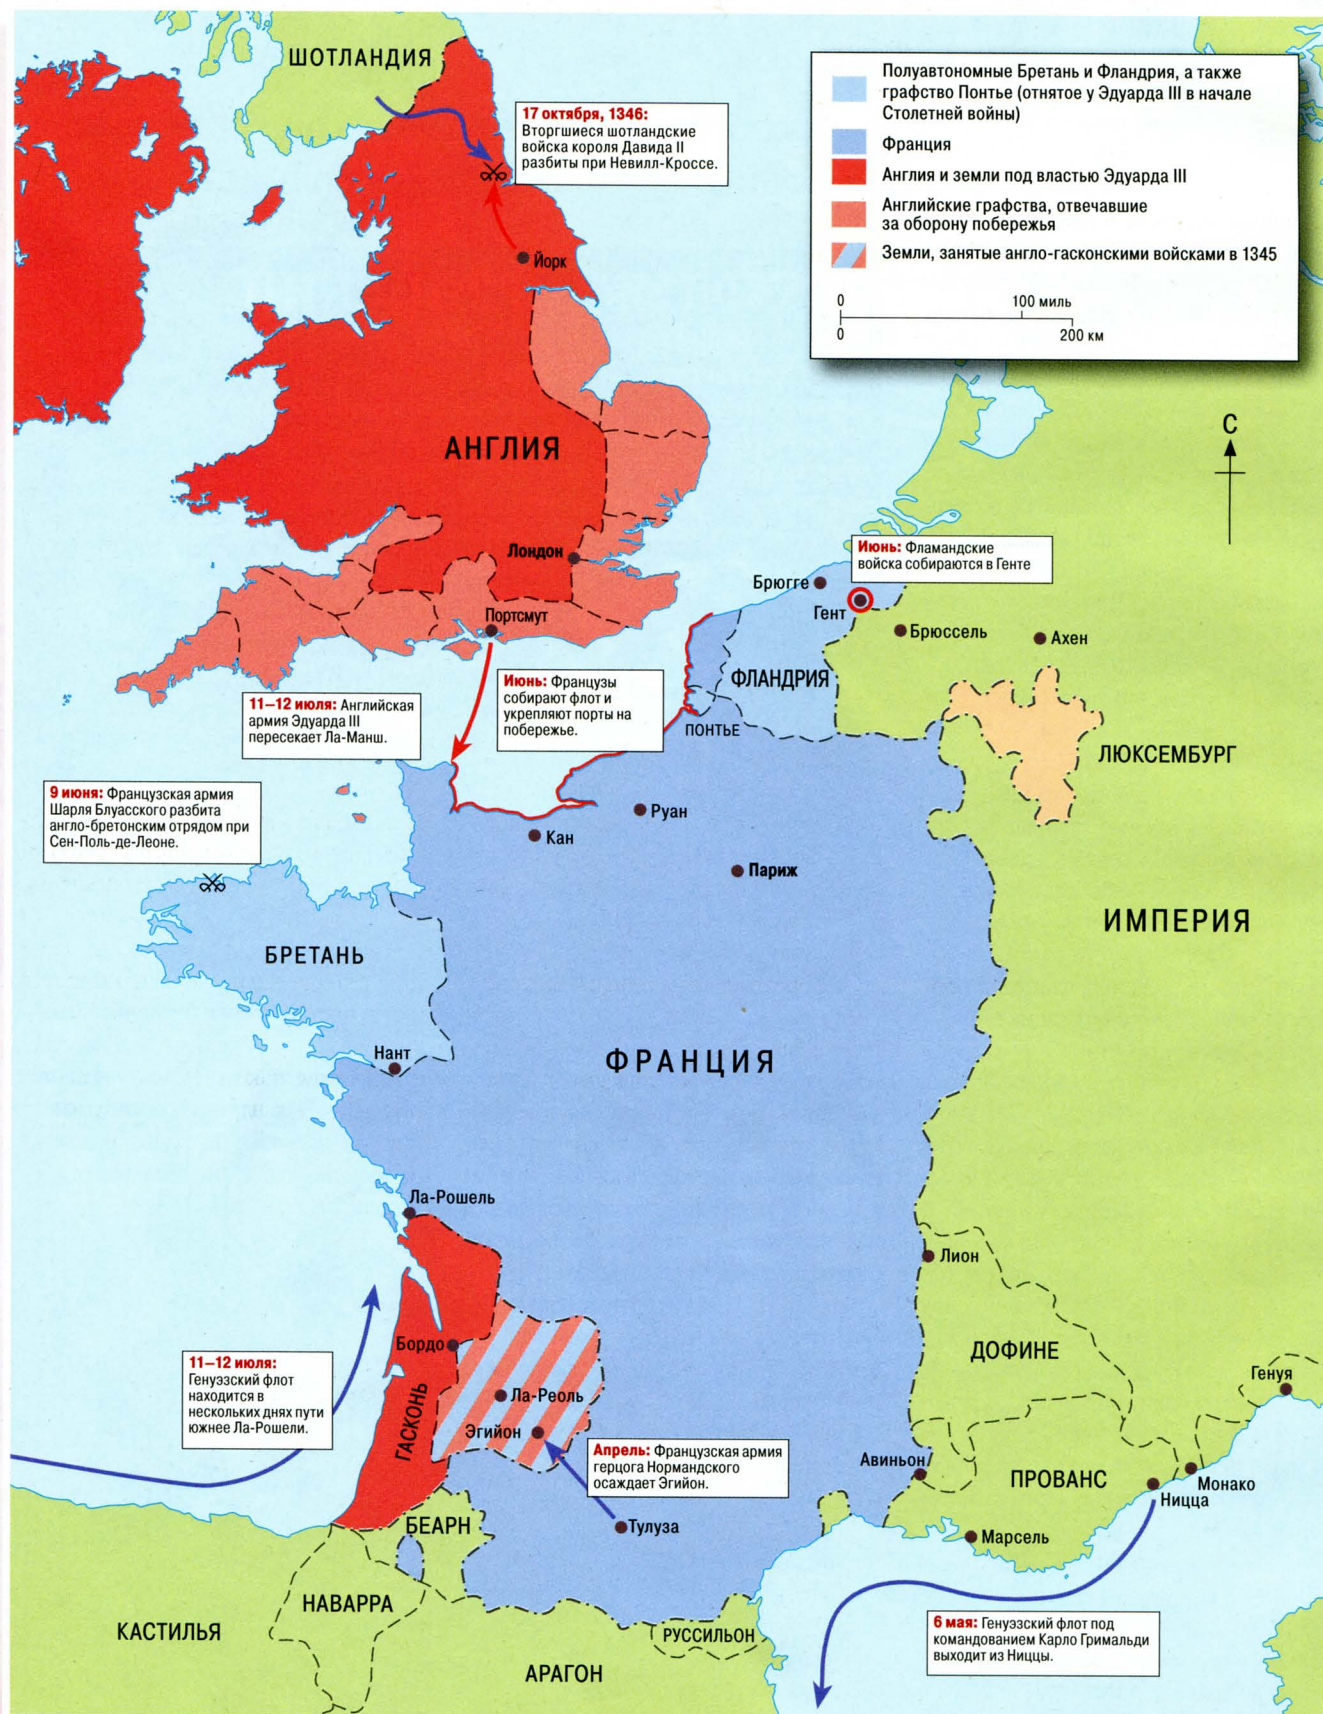 ШОТЛАНДИЯ
17 октября, 1346:
Вторгшиеся шотландские
войска короля Давида II
разбиты при Невилл-Кроссе.
Полуавтономные Бретань и Фландрия, а также
графство Понтье (отнятое у Эдуарда III в начале
Столетней войны)
Франция
Англия и земли под властью Эдуарда III
Английские графства, отвечавшие
за оборону побережья
Земли, занятые англо-гасконскими войсками в 1345
0 100 миль
0 200 км
Йорк
С
АНГЛИЯ
Лондон
Портсмут
Июнь: Фламандские
войска собираются в Генте
Брюгге
Гент
Брюссель
Ахен
ФЛАНДРИЯ
ПОНТЬЕ
ЛЮКСЕМБУРГ
11–12 июля: Английская
армия Эдуарда III
пересекает Ла-Манш.
Июнь: Французы
собирают флот и
укрепляют порты на
побережье.
9 июня: Французская армия
Шарля Блуасского разбита
англо-бретонским отрядом при
Сен-Поль-де-Леоне.
Руан
Кан
Париж
ИМПЕРИЯ
БРЕТАНЬ
Нант
ФРАНЦИЯ
Ла-Рошель
Лион
Бордо
ДОФИНЕ
Генуя
11–12 июля:
Генуэзский флот
находится в
нескольких днях пути
южнее Ла-Рошели.
ГАСКОНЬ
Ла-Реоль
Эгийон
Апрель: Французская армия
герцога Нормандского
осаждает Эгийон.
Авиньон
ПРОВАНС
Монако
Ницца
БЕАРН
Тулуза
Марсель
НАВАРРА
КАСТИЛЬЯ
РУССИЛЬОН
АРАГОН
6 мая: Генуэзский флот под
командованием Карло Гримальди
выходит из Ниццы.